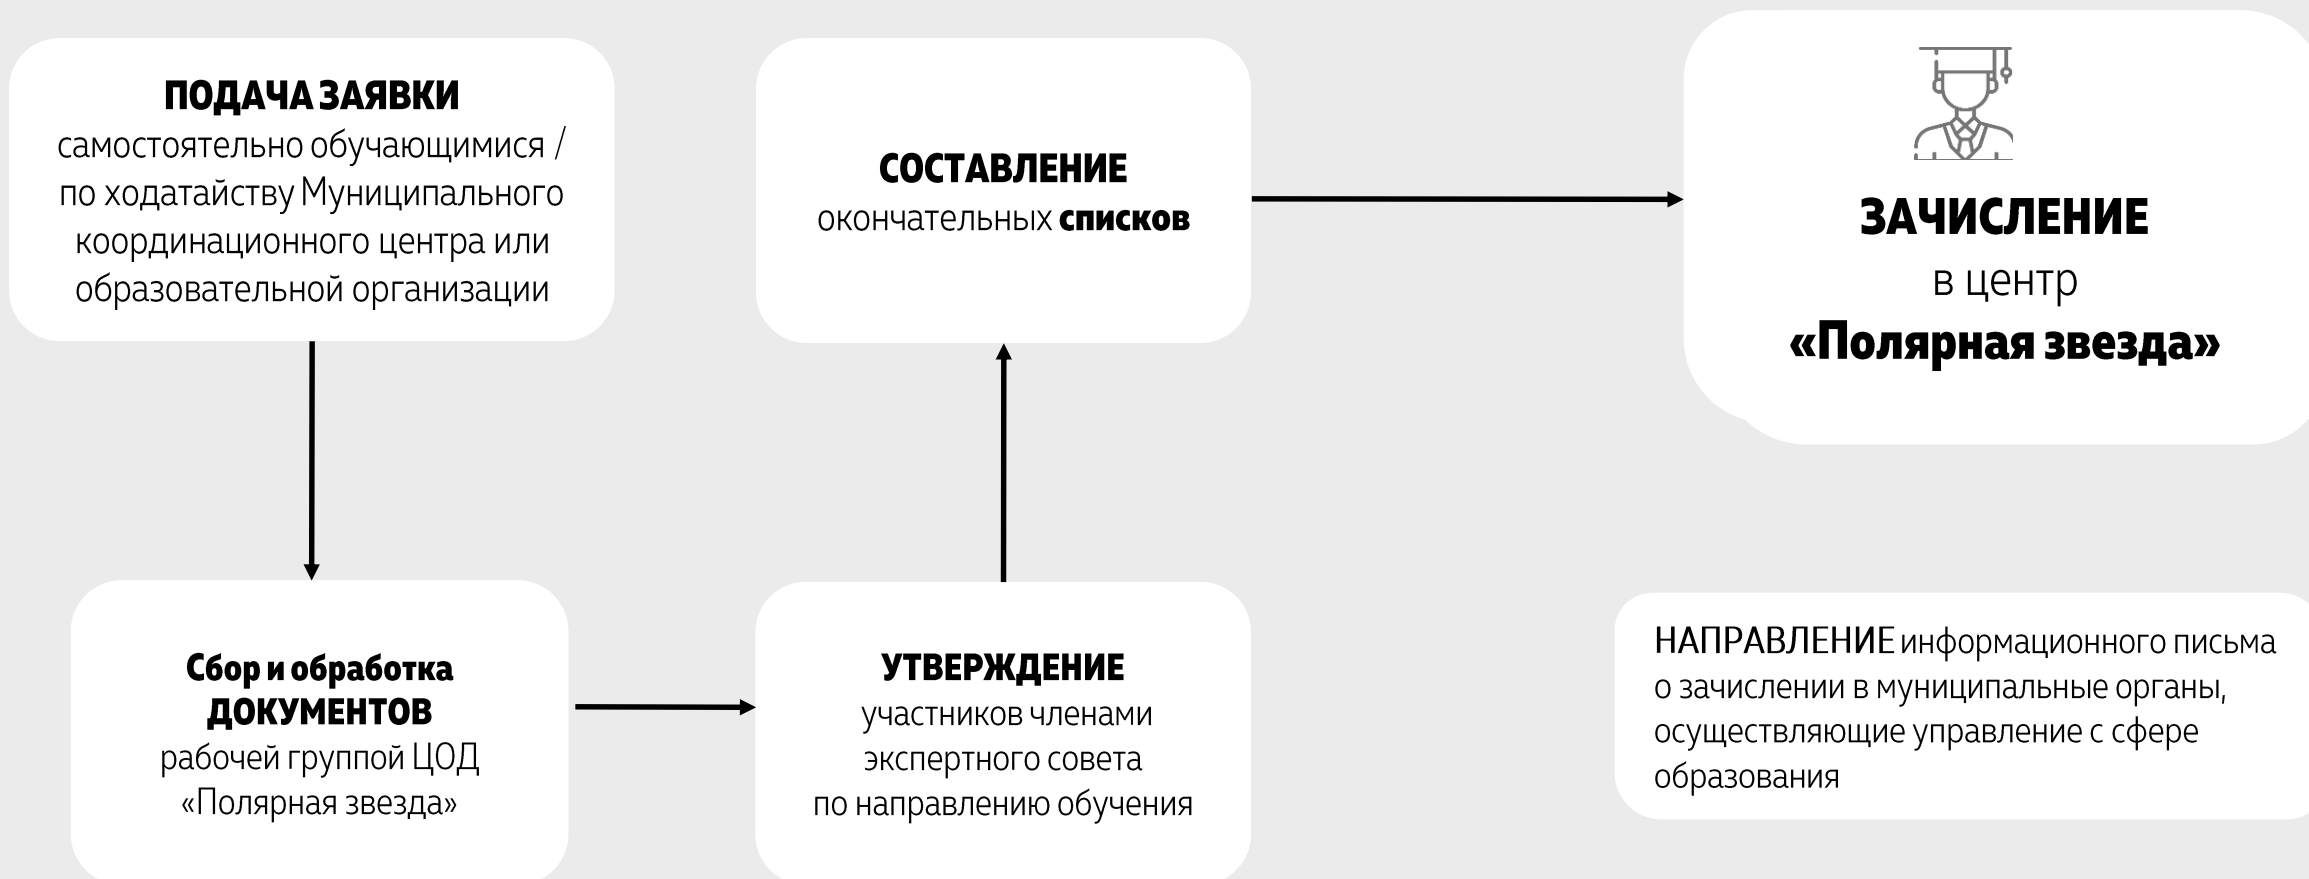 ПОДАЧА ЗАЯВКИ
самостоятельно обучающимися /
по ходатайству Муниципального
координационного центра или
образовательной организации
Сбор и обработка
ДОКУМЕНТОВ
рабочей группой ЦОД
«Полярная звезда»
УТВЕРЖДЕНИЕ
участников членами
экспертного совета
по направлению обучения
СОСТАВЛЕНИЕ
окончательных списков
ЗАЧИСЛЕНИЕ
в центр
«Полярная звезда»
НАПРАВЛЕНИЕ информационного письма
о зачислении в муниципальные органы,
осуществляющие управление с сфере
образования